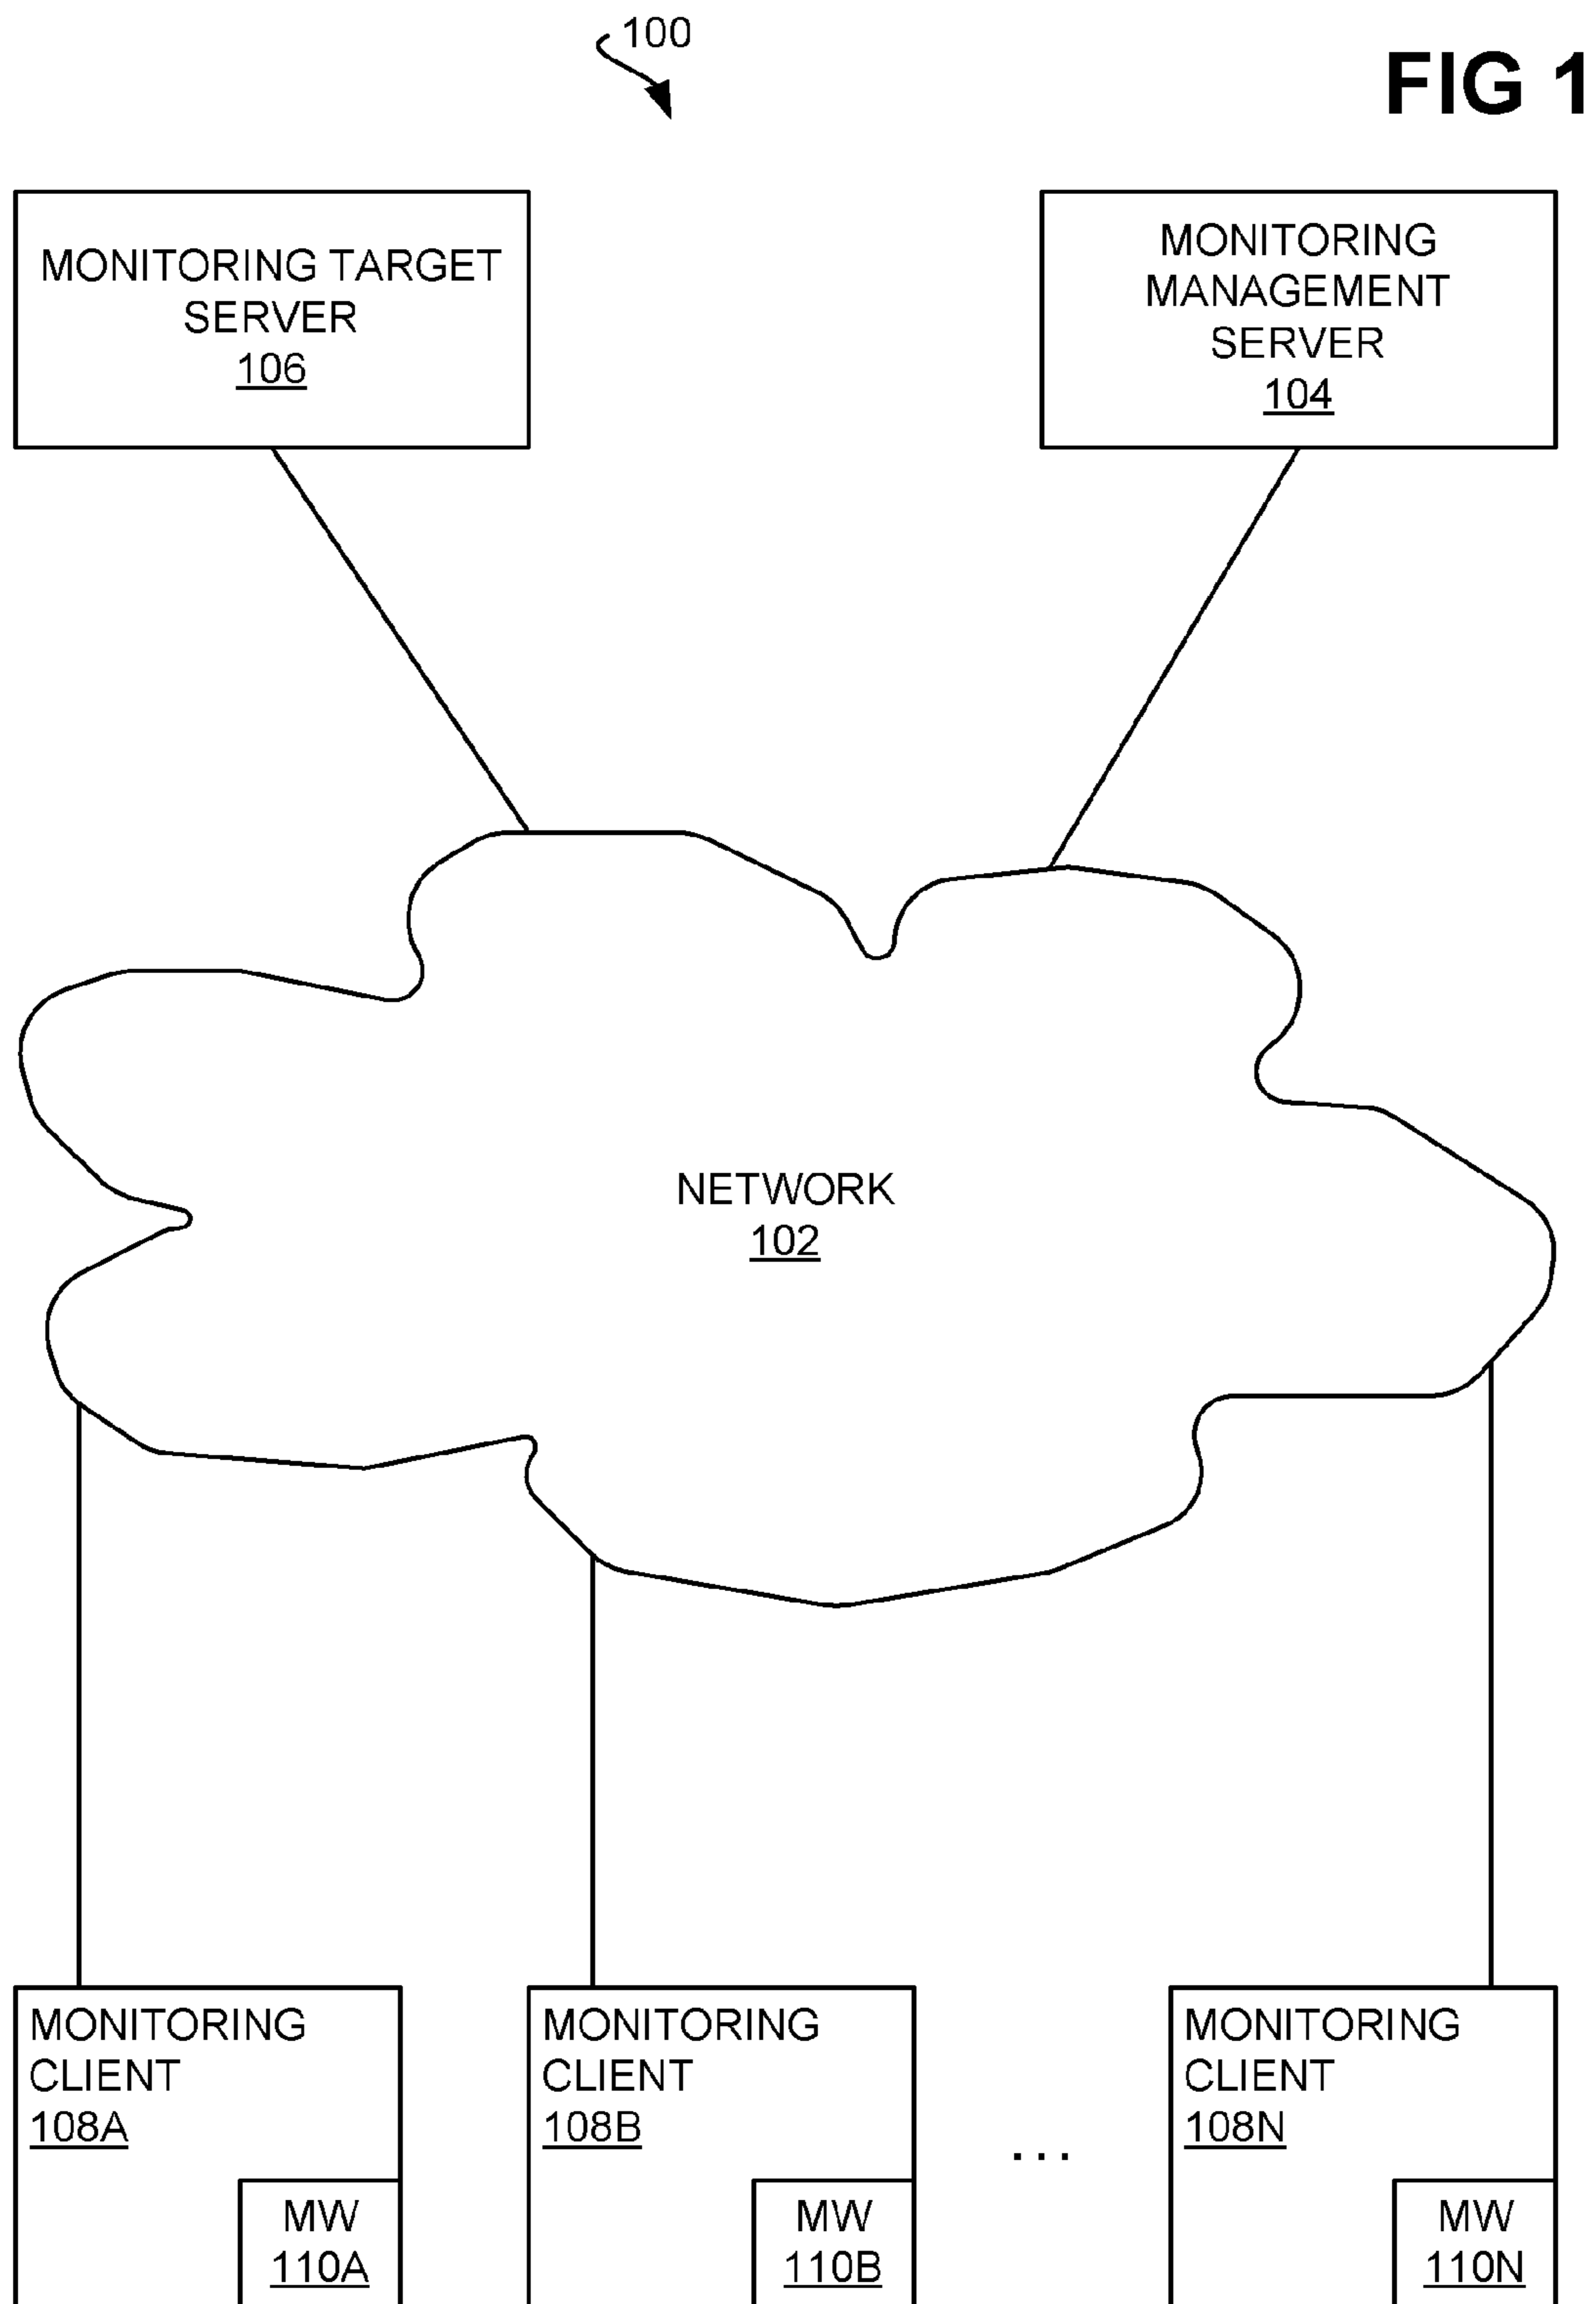 100
FIG 1
MONITORING TARGET
SERVER
106
MONITORING
MANAGEMENT
SERVER
104
NETWORK
102
MONITORING
CLIENT
108A
MW
110A
MONITORING
CLIENT
108B
MW
110B
...
MONITORING
CLIENT
108N
MW
110N